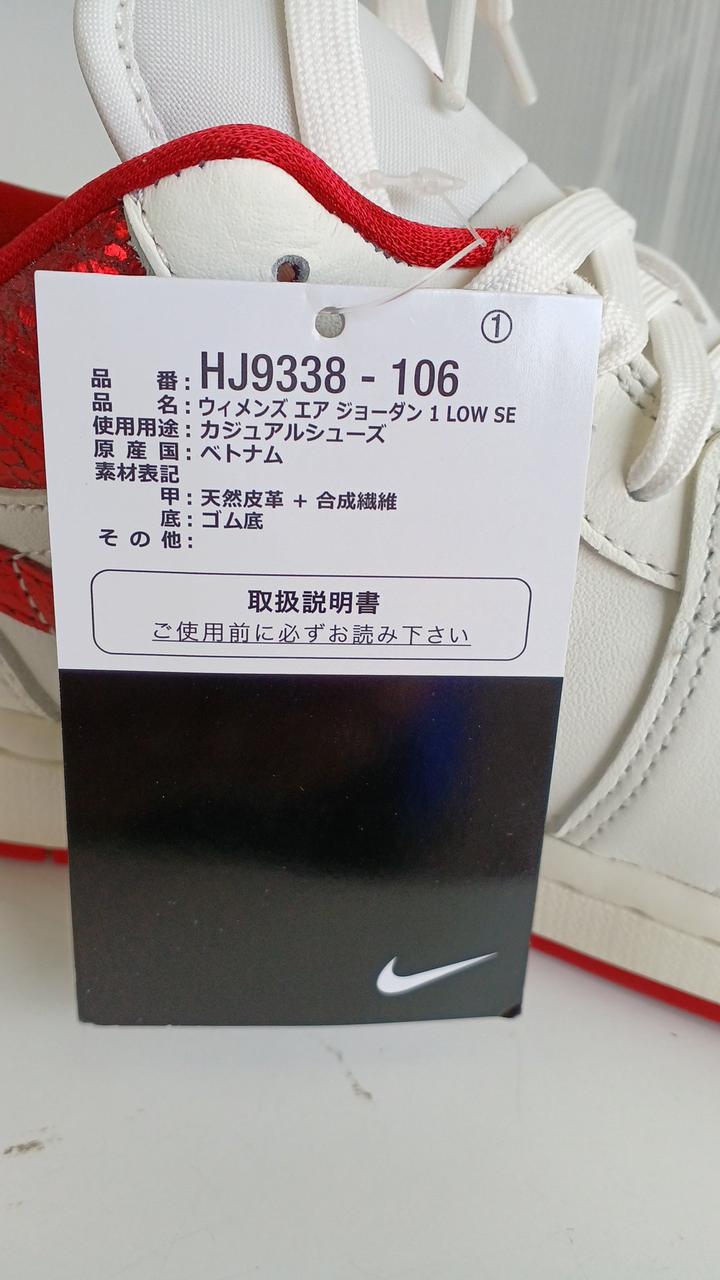 ①
品 番: HJ9338 - 106
品 名: ウィメンズ エア ジョーダン 1 LOW SE
使用用途: カジュアルシューズ
原 産 国: ベトナム
素材表記
甲: 天然皮革 + 合成繊維
底: ゴム底
そ の 他:
取扱説明書
ご使用前に必ずお読み下さい